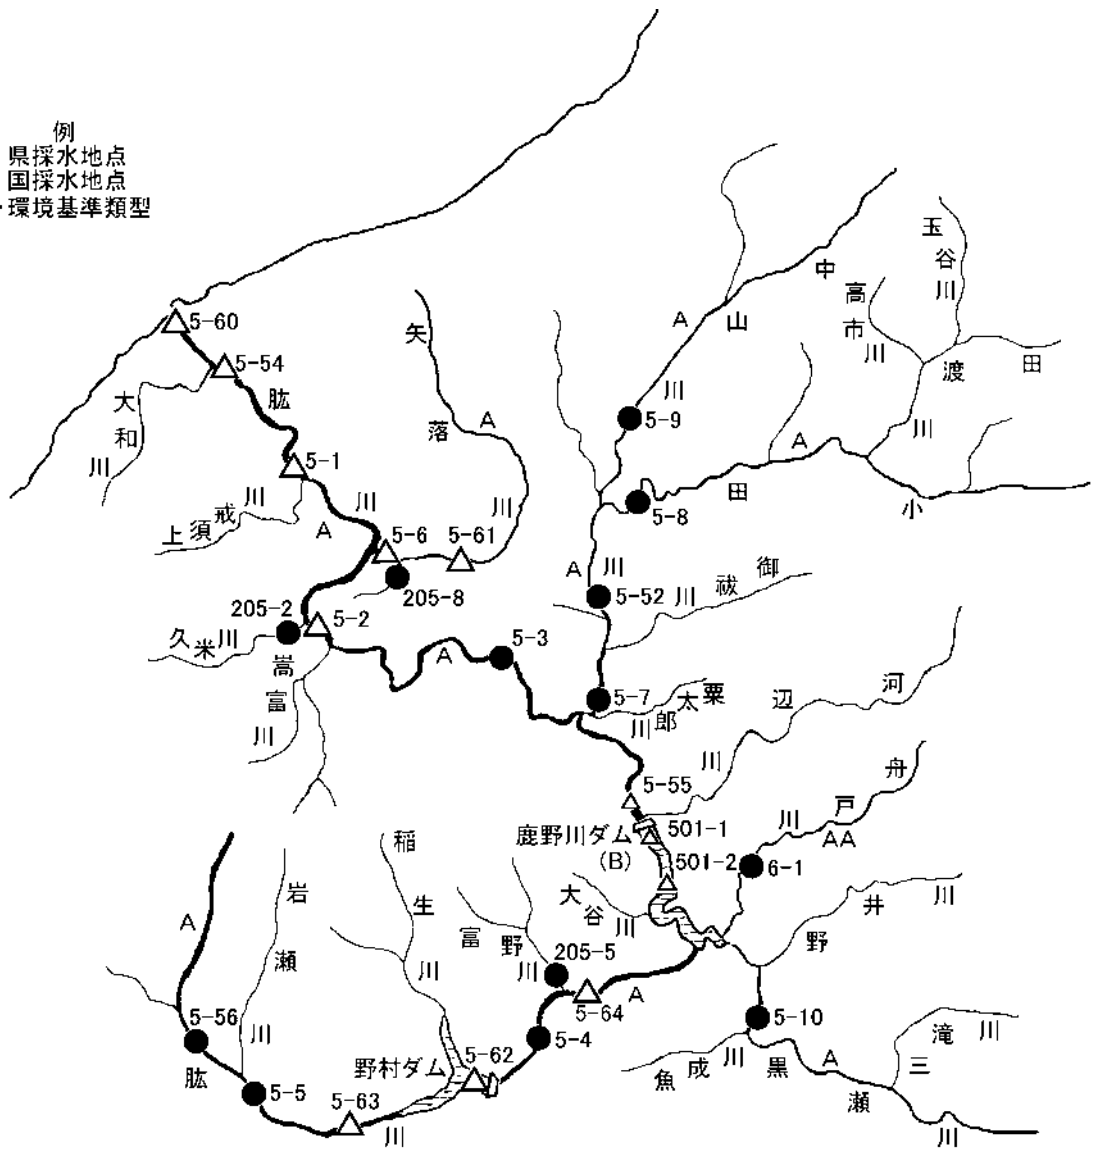 例
県採水地点
国採水地点
環境基準類型
5-60
5-54
肱
大和川
5-1
川
A
上須戒川
矢落川
A
5-6
5-61
205-8
205-2
5-2
久米川
嵩富川
A
5-3
中山川
A
5-9
玉谷川
高市川
渡
田
川
A
田
小
5-8
川
A
5-52
御祓川
5-7
粟太郎川
河辺川
5-55
鹿野川ダム
(B)
501-1
501-2
舟戸川
AA
6-1
大谷川
野井川
富野川
205-5
5-64
A
5-4
5-10
魚成川
黒瀬川
A
三滝川
稲生川
岩瀬川
A
5-56
肱
5-5
5-63
川
野村ダム
5-62